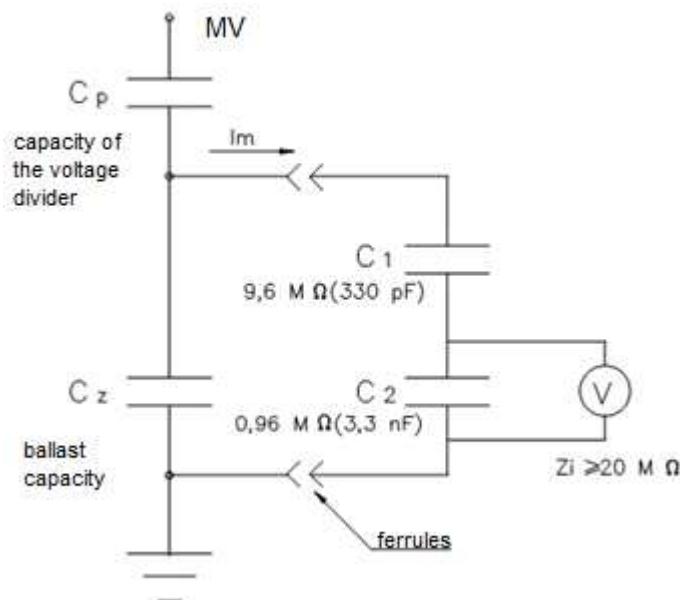 MV
C p
capacity of
the voltage
divider
Im
C 1
9,6 M Ω(330 pF)
C z
C 2
V
0,96 M Ω(3,3 nF)
ballast
capacity
Zi ⩾20 M Ω
ferrules